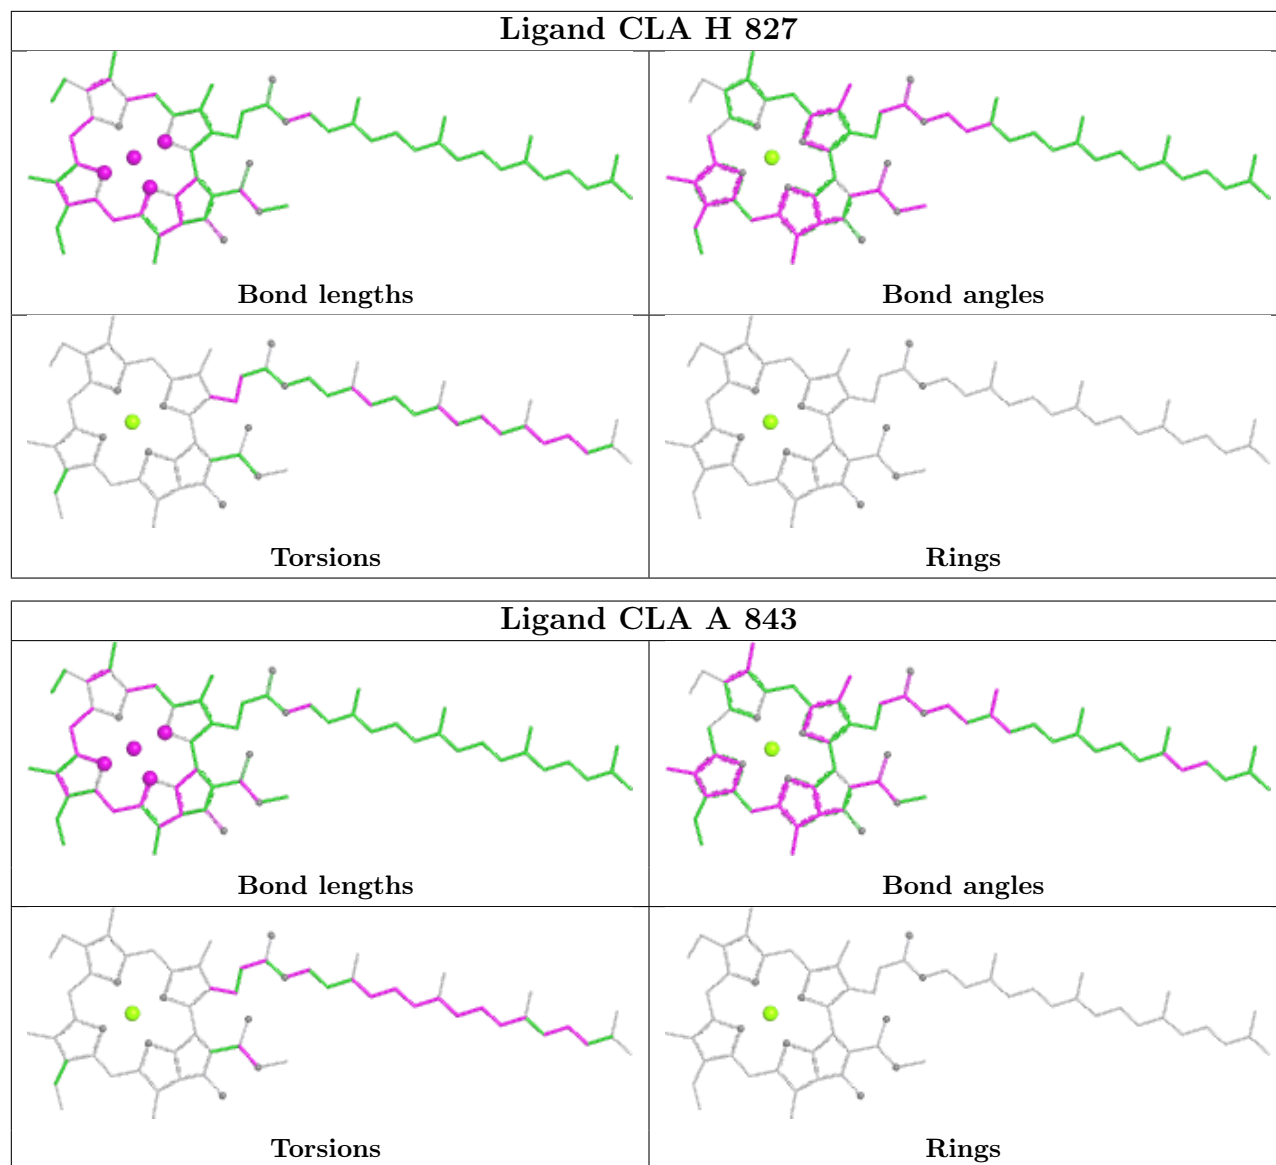 Ligand CLA H 827
Bond lengths
Bond angles
Torsions
Rings
Ligand CLA A 843
Bond lengths
Bond angles
Torsions
Rings